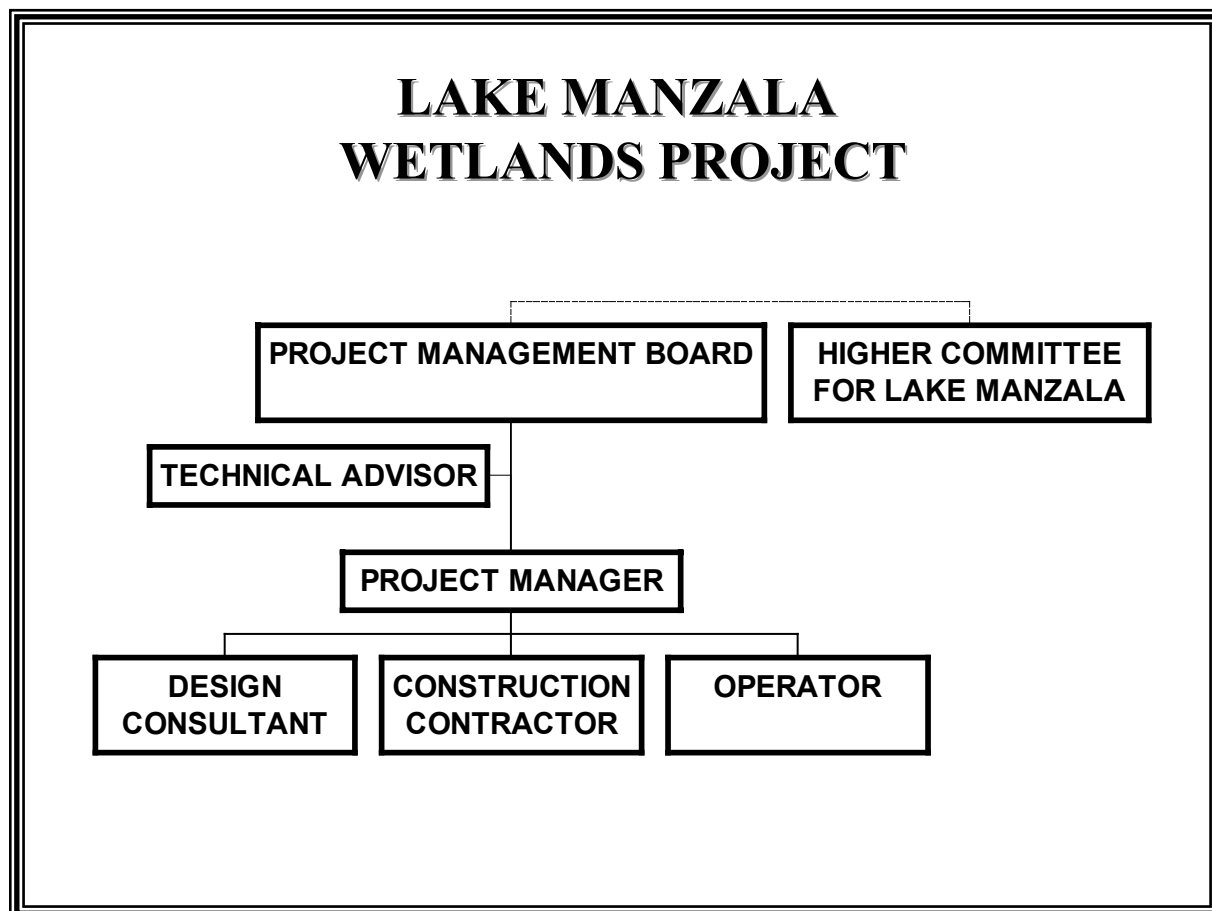 LAKE MANZALA
WETLANDS PROJECT
PROJECT MANAGEMENT BOARD
HIGHER COMMITTEE
FOR LAKE MANZALA
TECHNICAL ADVISOR
PROJECT MANAGER
DESIGN
CONSULTANT
CONSTRUCTION
CONTRACTOR
OPERATOR